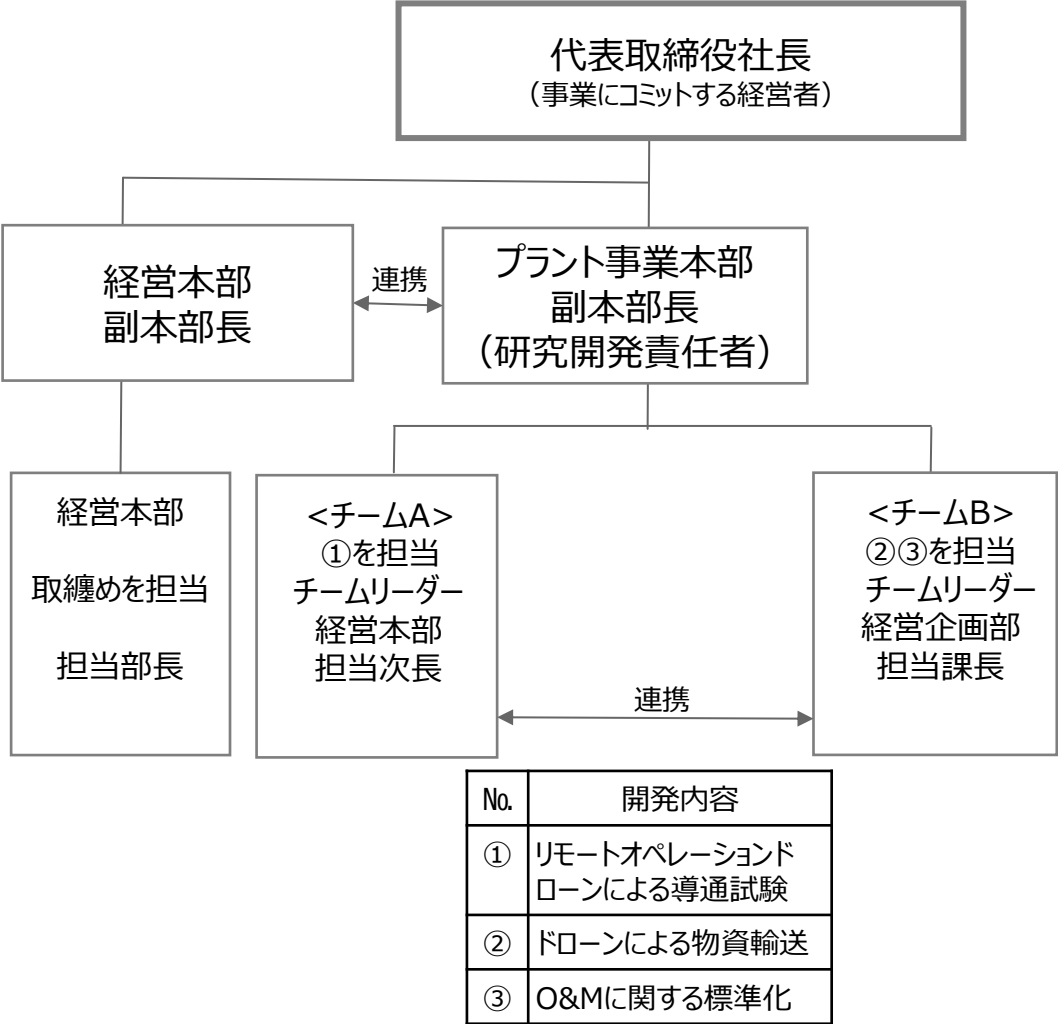 代表取締役社長
（事業にコミットする経営者）
経営本部
副本部長
連携
プラント事業本部
副本部長
（研究開発責任者）
経営本部
取纏めを担当
担当部長
<チームA>
①を担当
チームリーダー
経営本部
担当次長
<チームB>
②③を担当
チームリーダー
経営企画部
担当課長
連携
No. 開発内容
① リモートオペレーションド
ローンによる導通試験
② ドローンによる物資輸送
③ O&Mに関する標準化